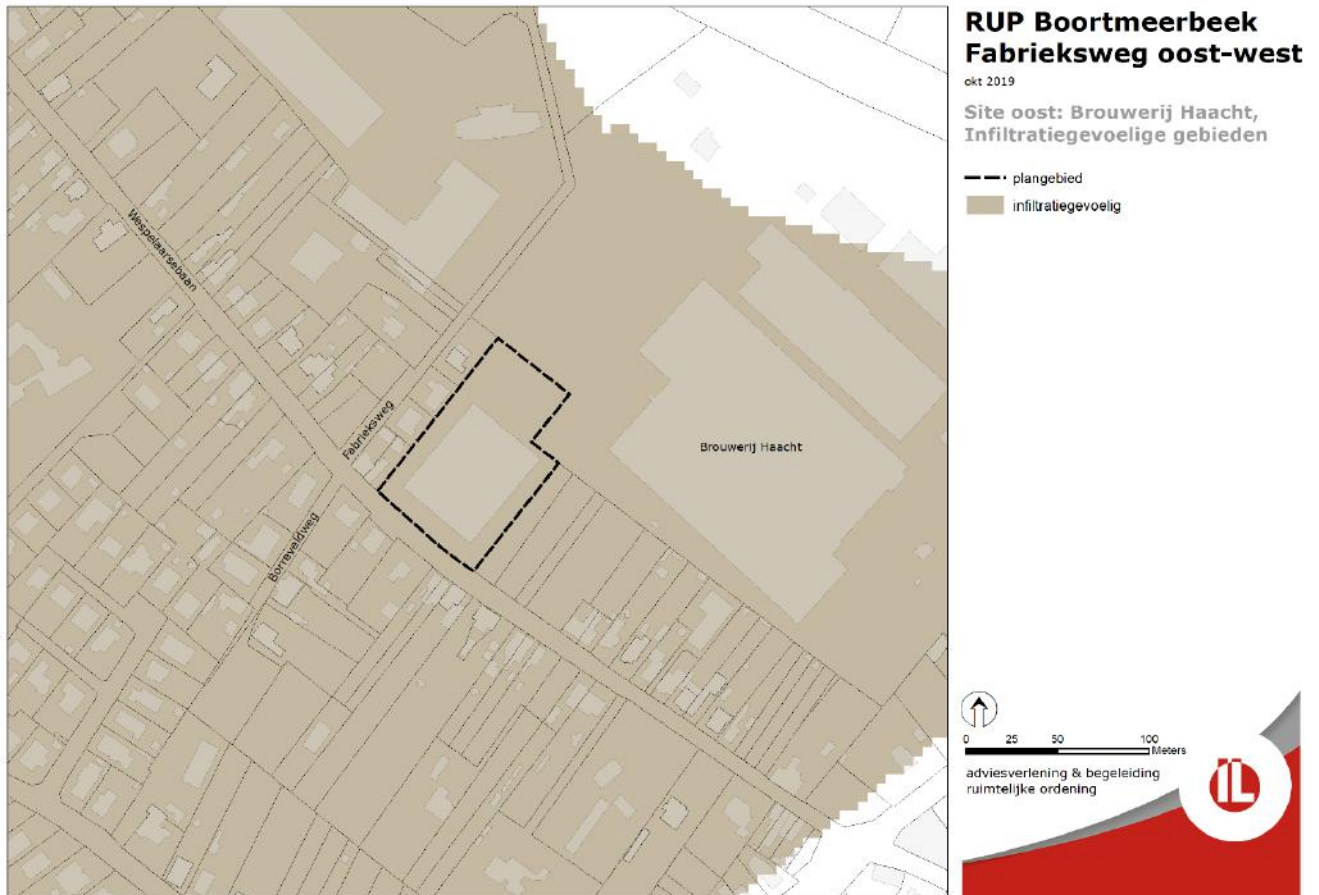 RUP Boortmeerbeek
Fabrieksweg oost-west
okt 2019
Site oost: Brouwerij Haacht,
Infiltratiegevoelige gebieden
plangebied
infiltratiegevoelig
Wespelaarsebaan
Fabrieksweg
Borreveldweg
Brouwerij Haacht
0 25 50 100
Meters
adviesverlening & begeleiding
ruimtelijke ordening
IL